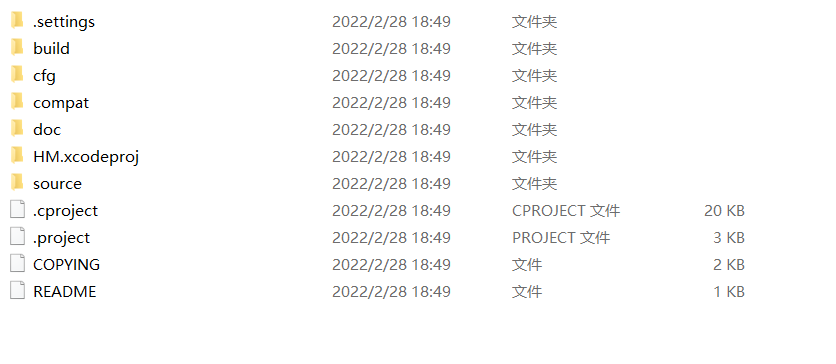 .settings 2022/2/28 18:49 文件夹
build 2022/2/28 18:49 文件夹
cfg 2022/2/28 18:49 文件夹
compat 2022/2/28 18:49 文件夹
doc 2022/2/28 18:49 文件夹
HM.xcodeproj 2022/2/28 18:49 文件夹
source 2022/2/28 18:49 文件夹
.cproject 2022/2/28 18:49 CPROJECT 文件 20 KB
.project 2022/2/28 18:49 PROJECT 文件 3 KB
COPYING 2022/2/28 18:49 文件 2 KB
README 2022/2/28 18:49 文件 1 KB